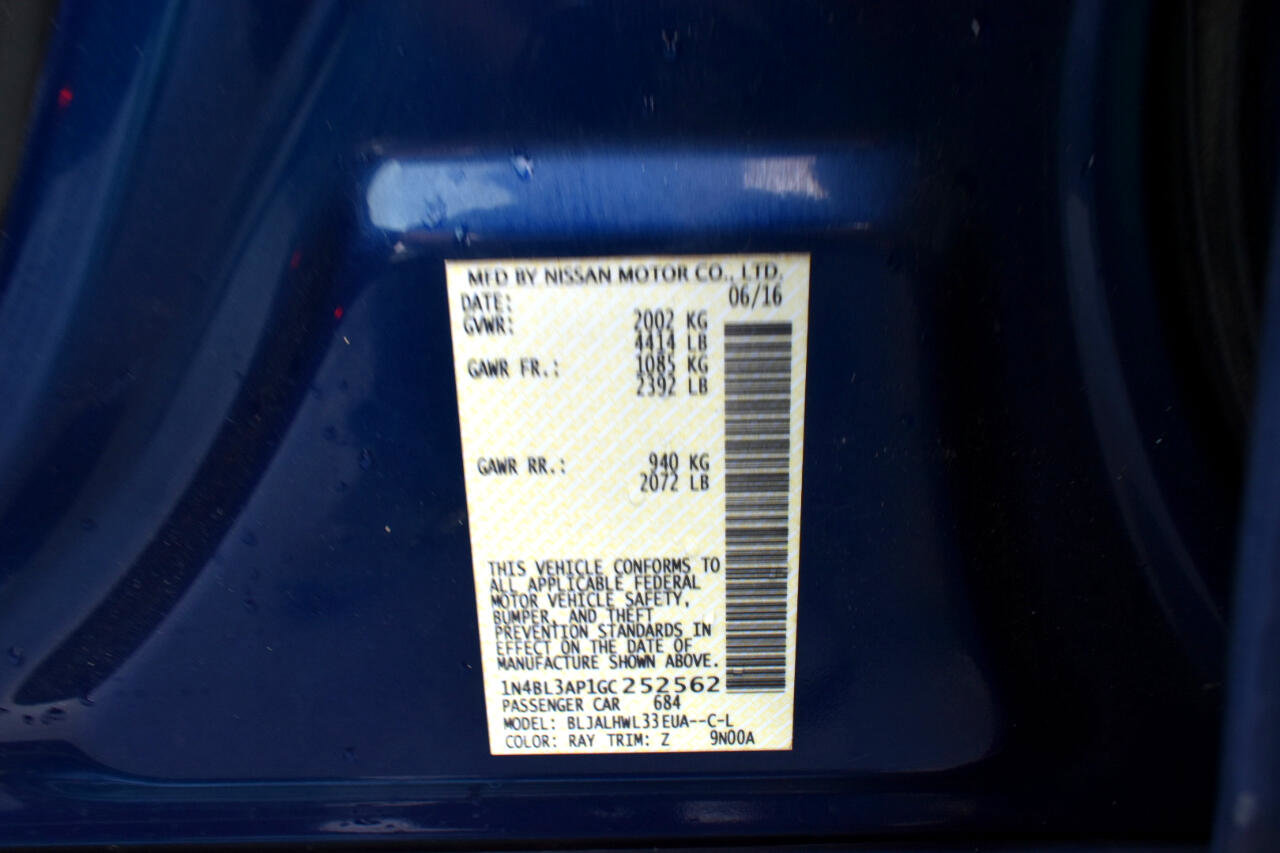 MFD BY NISSAN MOTOR CO., LTD.
DATE: 06/16
GVWR: 2002 KG
4414 LB
GAWR FR.: 1085 KG
2392 LB
GAWR RR.: 940 KG
2072 LB
THIS VEHICLE CONFORMS TO
ALL APPLICABLE FEDERAL
MOTOR VEHICLE SAFETY,
BUMPER, AND THEFT
PREVENTION STANDARDS IN
EFFECT ON THE DATE OF
MANUFACTURE SHOWN ABOVE.
1N4BL3AP1GC252562
PASSENGER CAR 684
MODEL: BLJALHWL33EUA--C-L
COLOR: RAY TRIM: Z 9N00A